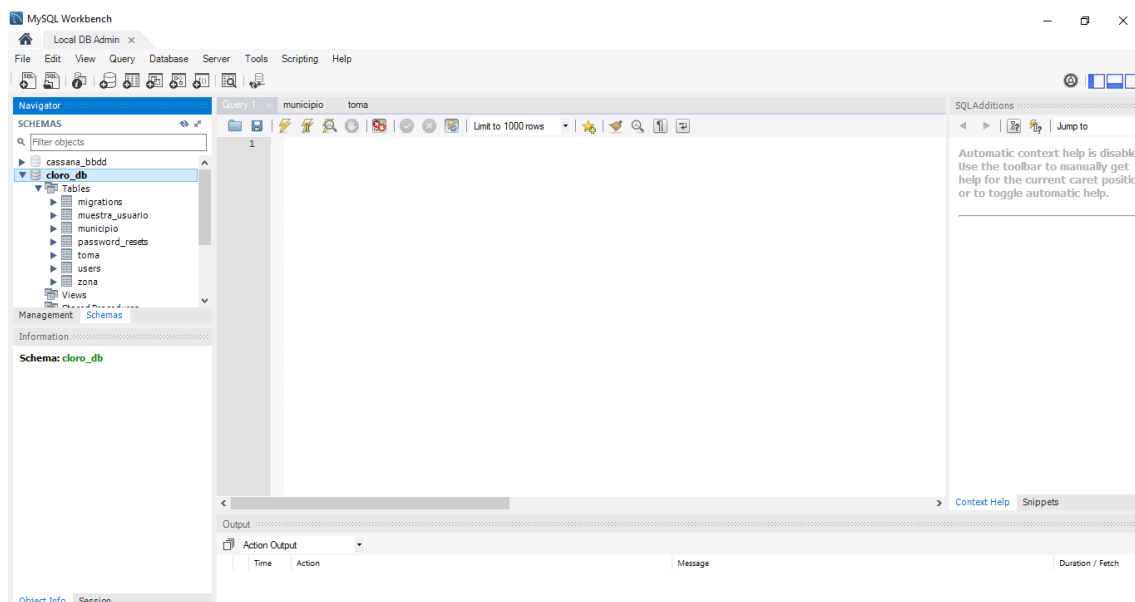 MySQL Workbench
Local DB Admin
File Edit View Query Database Server Tools Scripting Help
Navigator
SCHEMAS
Filter objects
cassana_bbdd
cloro_db
Tables
migrations
muestra_usuario
municipio
password_resets
toma
users
zona
Views
Stored Procedures
Management Schemas
Information
Schema: cloro_db
Object Info Session
Query 1 municipio toma
Limit to 1000 rows
1
Output
Action Output
Time Action Message Duration / Fetch
SQLAdditions
Jump to
Automatic context help is disable
Use the toolbar to manually get
help for the current caret positic
or to toggle automatic help.
Context Help Snippets